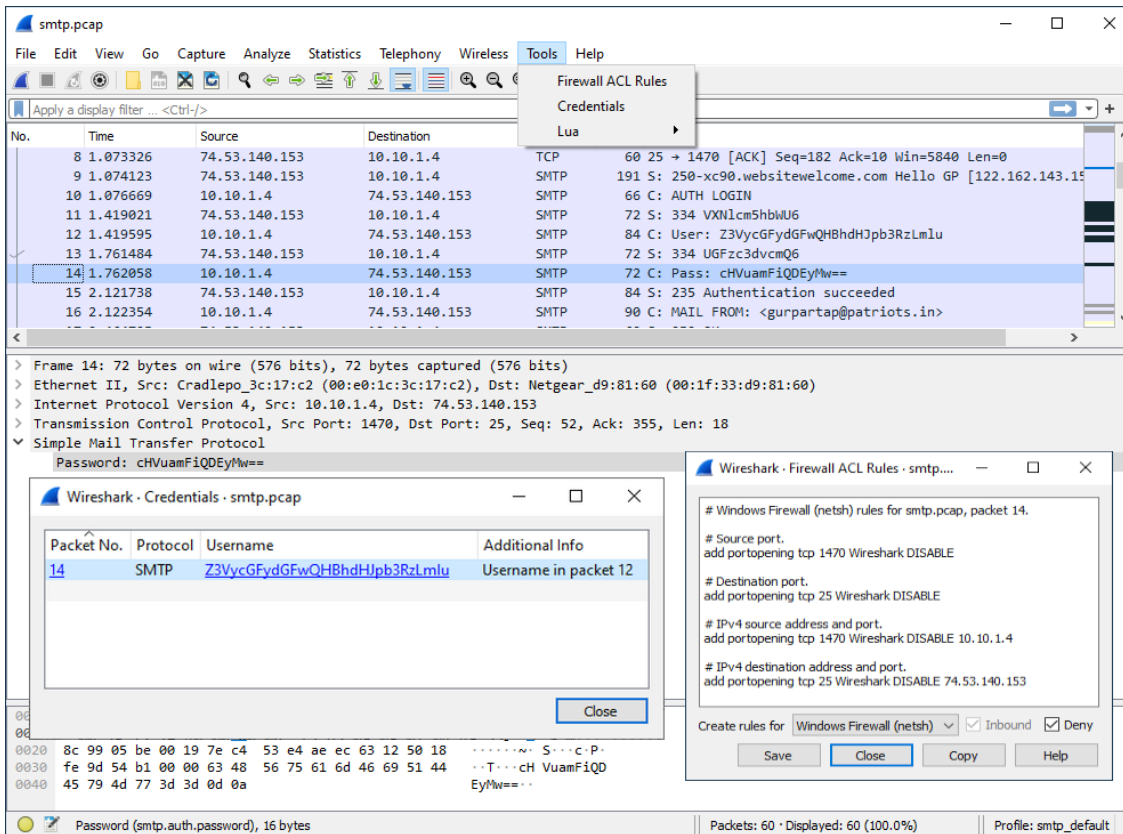 smtp.pcap
File Edit View Go Capture Analyze Statistics Telephony Wireless Tools Help
Firewall ACL Rules
Credentials
Lua
Apply a display filter ... <Ctrl-/>
No. Time Source Destination
8 1.073326 74.53.140.153 10.10.1.4 TCP 60 25 → 1470 [ACK] Seq=182 Ack=10 Win=5840 Len=0
9 1.074123 74.53.140.153 10.10.1.4 SMTP 191 S: 250-xc90.websitewelcome.com Hello GP [122.162.143.15
10 1.076669 10.10.1.4 74.53.140.153 SMTP 66 C: AUTH LOGIN
11 1.419021 74.53.140.153 10.10.1.4 SMTP 72 S: 334 VXNlcm5hbWU6
12 1.419595 10.10.1.4 74.53.140.153 SMTP 84 C: User: Z3VycGFydGFwQHBhdHJpb3RzLmlu
13 1.761484 74.53.140.153 10.10.1.4 SMTP 72 S: 334 UGFzc3dvcmQ6
14 1.762058 10.10.1.4 74.53.140.153 SMTP 72 C: Pass: cHVuamFiQDEyMw==
15 2.121738 74.53.140.153 10.10.1.4 SMTP 84 S: 235 Authentication succeeded
16 2.122354 10.10.1.4 74.53.140.153 SMTP 90 C: MAIL FROM: <gurpartap@patriots.in>
Frame 14: 72 bytes on wire (576 bits), 72 bytes captured (576 bits)
Ethernet II, Src: Cradlepo_3c:17:c2 (00:e0:1c:3c:17:c2), Dst: Netgear_d9:81:60 (00:1f:33:d9:81:60)
Internet Protocol Version 4, Src: 10.10.1.4, Dst: 74.53.140.153
Transmission Control Protocol, Src Port: 1470, Dst Port: 25, Seq: 52, Ack: 355, Len: 18
Simple Mail Transfer Protocol
Password: cHVuamFiQDEyMw==
Wireshark · Credentials · smtp.pcap
Packet No. Protocol Username Additional Info
14 SMTP Z3VycGFydGFwQHBhdHJpb3RzLmlu Username in packet 12
Close
Wireshark · Firewall ACL Rules · smtp....
# Windows Firewall (netsh) rules for smtp.pcap, packet 14.
# Source port.
add portopening tcp 1470 Wireshark DISABLE
# Destination port.
add portopening tcp 25 Wireshark DISABLE
# IPv4 source address and port.
add portopening tcp 1470 Wireshark DISABLE 10.10.1.4
# IPv4 destination address and port.
add portopening tcp 25 Wireshark DISABLE 74.53.140.153
Create rules for Windows Firewall (netsh) Inbound Deny
Save Close Copy Help
0020 8c 99 05 be 00 19 7e c4 53 e4 ae ec 63 12 50 18 ······~· S···c·P·
0030 fe 9d 54 b1 00 00 63 48 56 75 61 6d 46 69 51 44 ··T···cH VuamFiQD
0040 45 79 4d 77 3d 3d 0d 0a EyMw==··
Password (smtp.auth.password), 16 bytes
Packets: 60 · Displayed: 60 (100.0%)
Profile: smtp_default